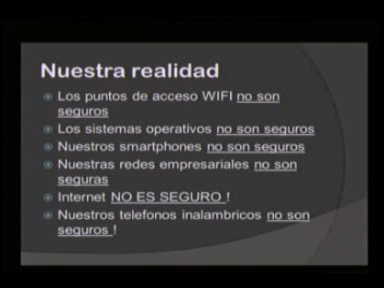 Nuestra realidad
Los puntos de acceso WIFI no son
seguros
Los sistemas operativos no son seguros
Nuestros smartphones no son seguros
Nuestras redes empresariales no son
seguras
Internet NO ES SEGURO !
Nuestros telefonos inalambricos no son
seguros !